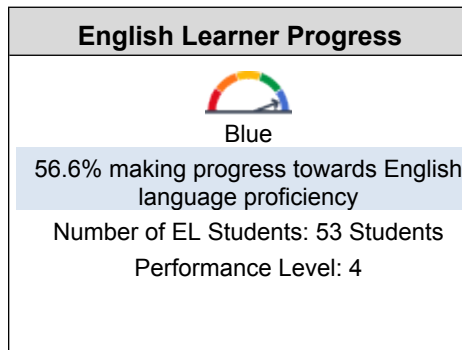 English Learner Progress
Blue
56.6% making progress towards English
language proficiency
Number of EL Students: 53 Students
Performance Level: 4